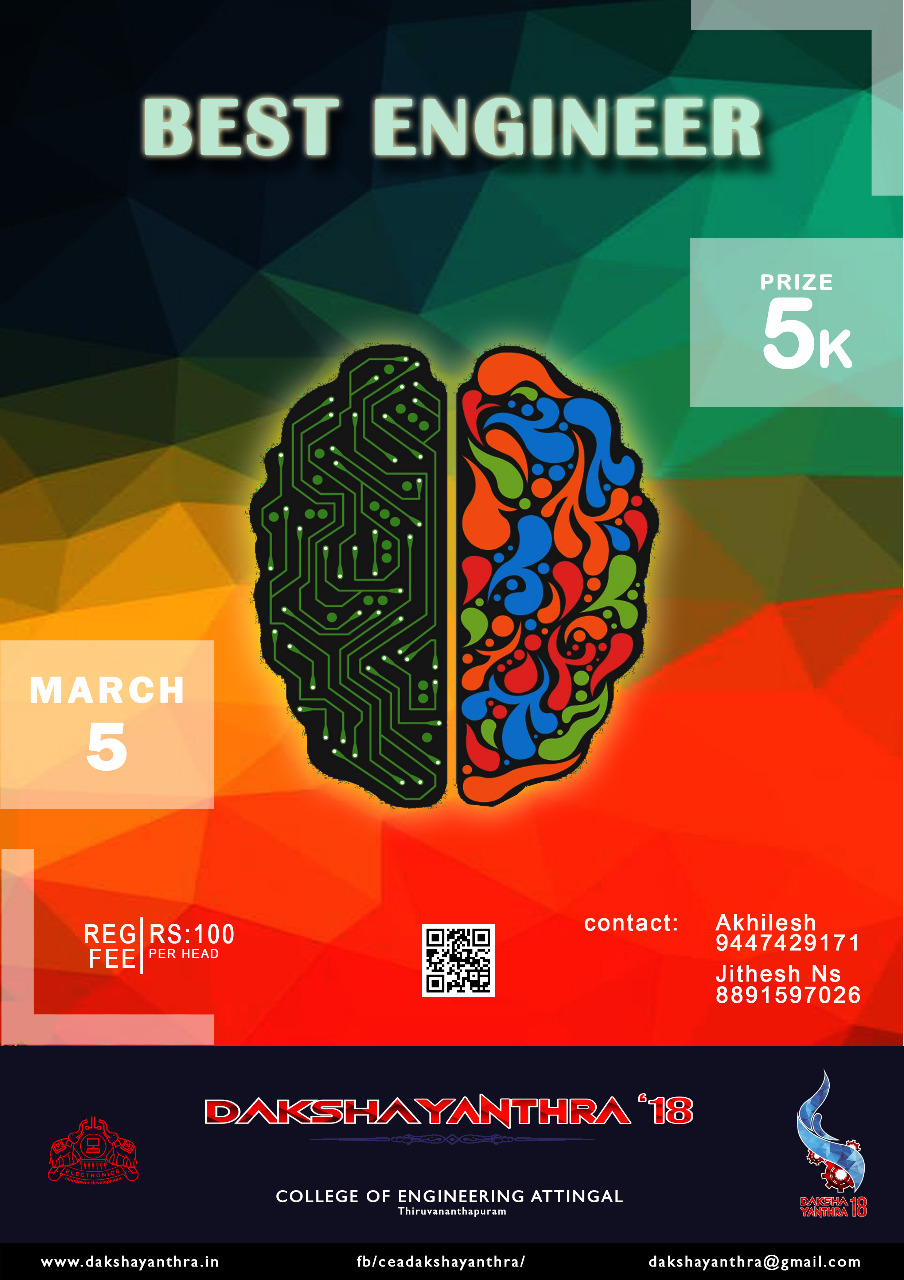 BEST ENGINEER
PRIZE
5K
MARCH
5
REG FEE
RS:100
PER HEAD
contact:
Akhilesh
9447429171
Jithesh Ns
8891597026
DAKSHAYANTHRA '18
COLLEGE OF ENGINEERING ATTINGAL
Thiruvananthapuram
ELECTRONICS
DAKSHA
YANTHRA 18
www.dakshayanthra.in
fb/ceadakshayanthra/
dakshayanthra@gmail.com